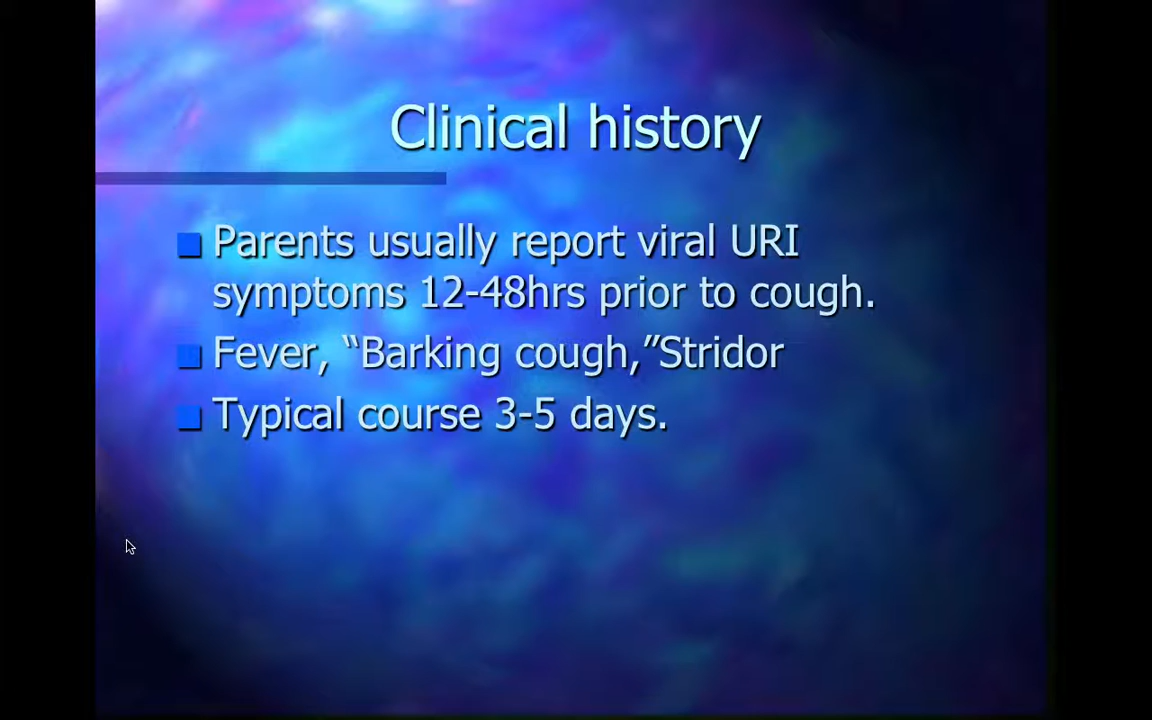 Clinical history
Parents usually report viral URI
symptoms 12-48hrs prior to cough.
Fever, “Barking cough,”Stridor
Typical course 3-5 days.